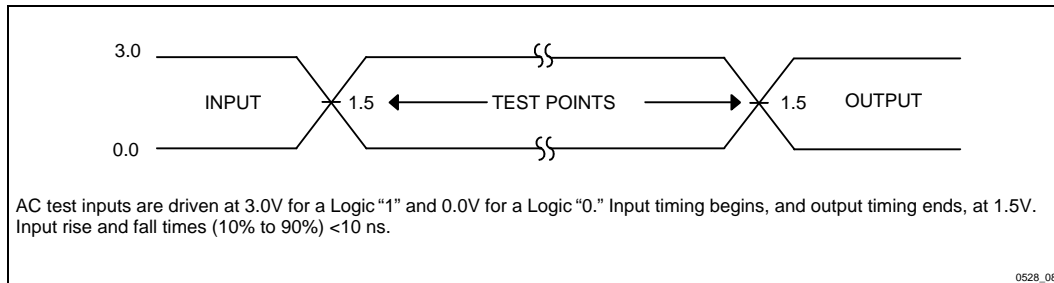 3.0
INPUT 1.5 TEST POINTS 1.5 OUTPUT
0.0
AC test inputs are driven at 3.0V for a Logic “1” and 0.0V for a Logic “0.” Input timing begins, and output timing ends, at 1.5V.
Input rise and fall times (10% to 90%) <10 ns.
0528_08